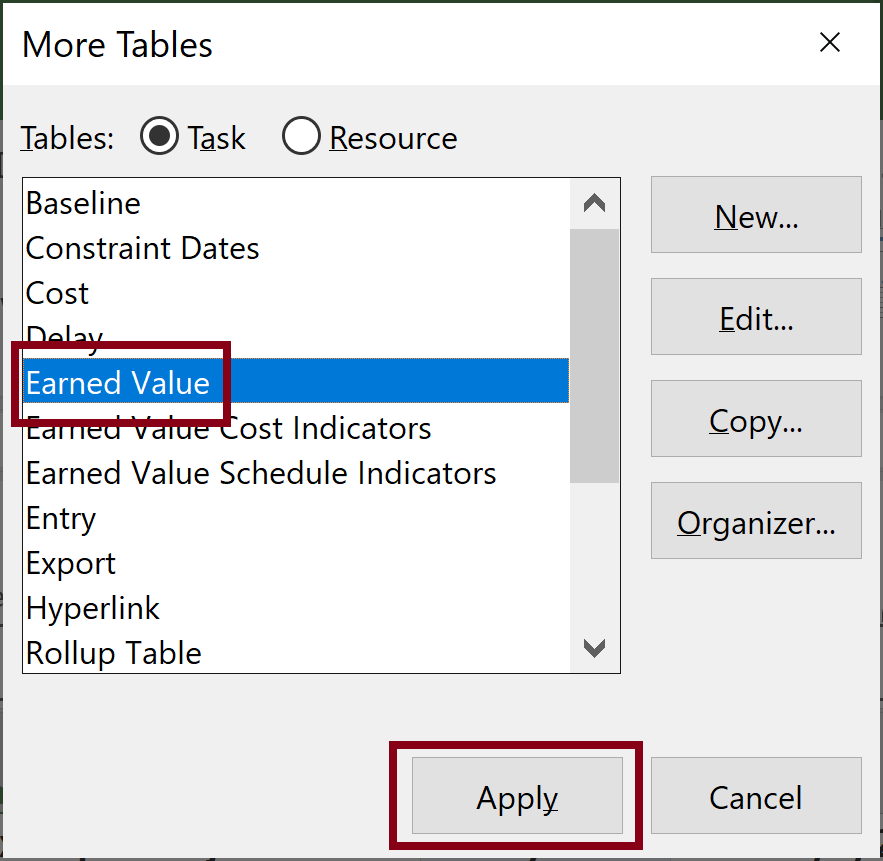 More Tables
Tables: Task Resource
Baseline
Constraint Dates
Cost
Delay
Earned Value
Earned Value Cost Indicators
Earned Value Schedule Indicators
Entry
Export
Hyperlink
Rollup Table
New...
Edit...
Copy...
Organizer...
Apply
Cancel